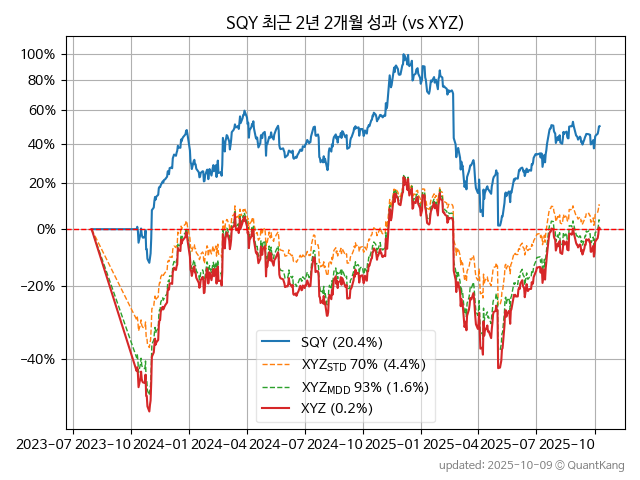 SQY 최근 2년 2개월 성과 (vs XYZ)
100%
80%
60%
40%
20%
0%
−20%
−40%
SQY (20.4%)
XYZSTD 70% (4.4%)
XYZMDD 93% (1.6%)
XYZ (0.2%)
2023-07 2023-10 2024-01 2024-04 2024-07 2024-10 2025-01 2025-04 2025-07 2025-10
updated: 2025-10-09 © QuantKang